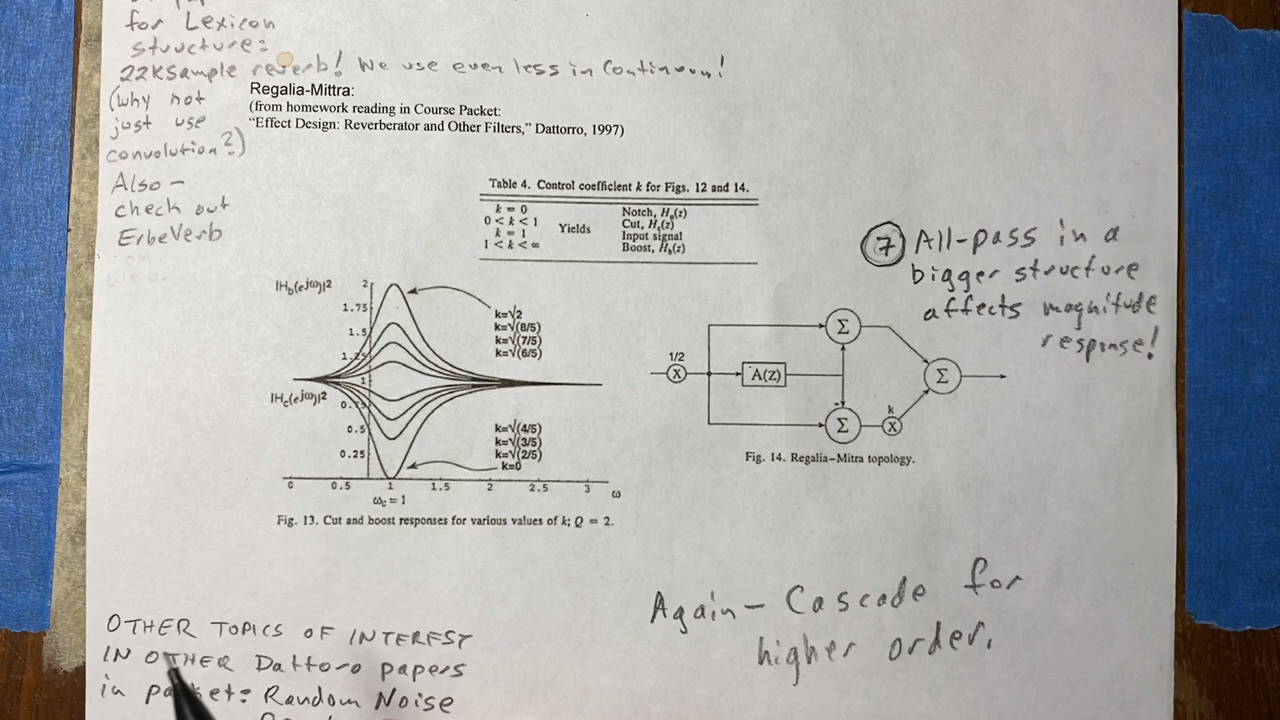 for Lexicon
structure:
22KSample reverb! We use even less in Continuum!
(why not
just use
convolution?)
Also -
check out
ErbeVerb
Regalia-Mittra:
(from homework reading in Course Packet:
“Effect Design: Reverberator and Other Filters,” Dattorro, 1997)
Table 4. Control coefficient k for Figs. 12 and 14.
k = 0 Notch, Hn(z)
0 < k < 1 Cut, Hc(z)
k = 1 Yields Input signal
1 < k < ∞ Boost, Hb(z)
|Hb(e^jω)|2
2
1.75
1.5
1.25
1
|Hc(e^jω)|2
0.75
0.5
0.25
k=√2
k=√(8/5)
k=√(7/5)
k=√(6/5)
k=√(4/5)
k=√(3/5)
k=√(2/5)
k=0
0 0.5 1 1.5 2 2.5 3 ω
ωc = 1
Fig. 13. Cut and boost responses for various values of k; Q = 2.
7 All-pass in a
bigger structure
affects magnitude
response!
1/2
X
A(z)
Σ
-
Σ
k
X
Σ
Fig. 14. Regalia-Mitra topology.
Again - Cascade for
higher order.
OTHER TOPICS OF INTEREST
IN OTHER Dattoro papers
in packet: Random Noise